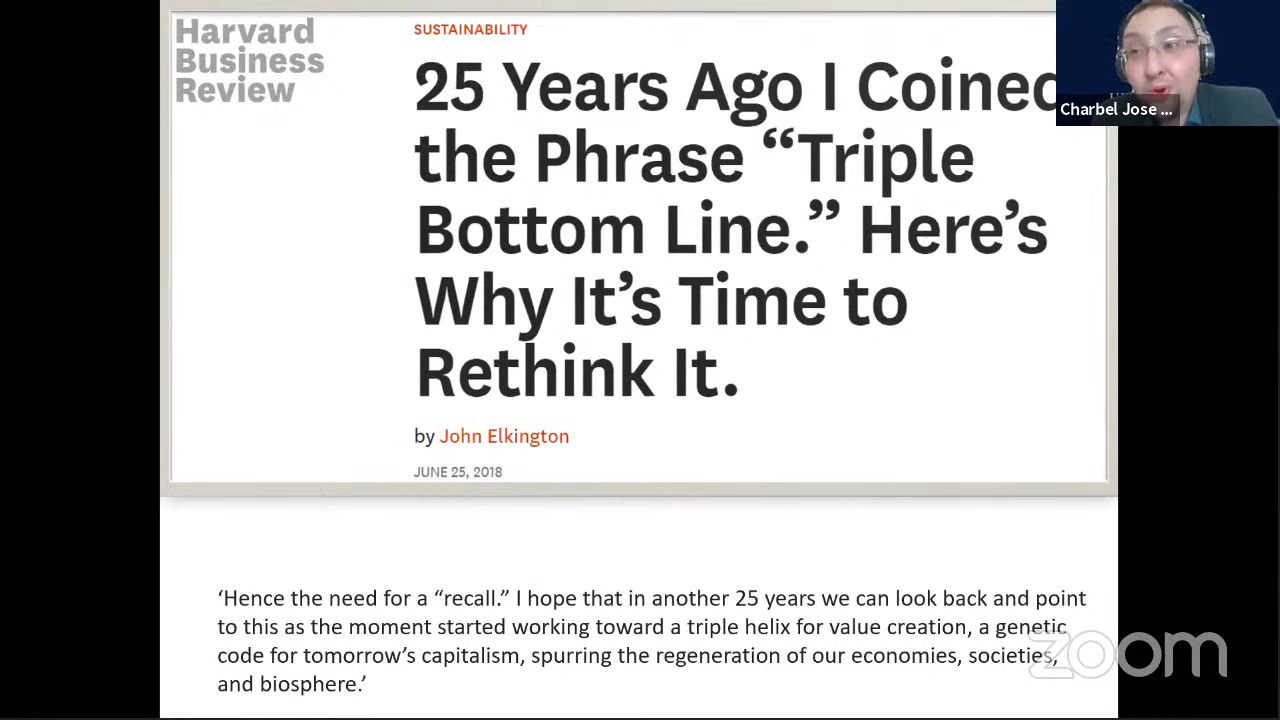 Harvard
Business
Review
SUSTAINABILITY
25 Years Ago I Coined
the Phrase “Triple
Bottom Line.” Here’s
Why It’s Time to
Rethink It.
by John Elkington
JUNE 25, 2018
Charbel Jose ...
‘Hence the need for a “recall.” I hope that in another 25 years we can look back and point
to this as the moment started working toward a triple helix for value creation, a genetic
code for tomorrow’s capitalism, spurring the regeneration of our economies, societies,
and biosphere.’
zoom